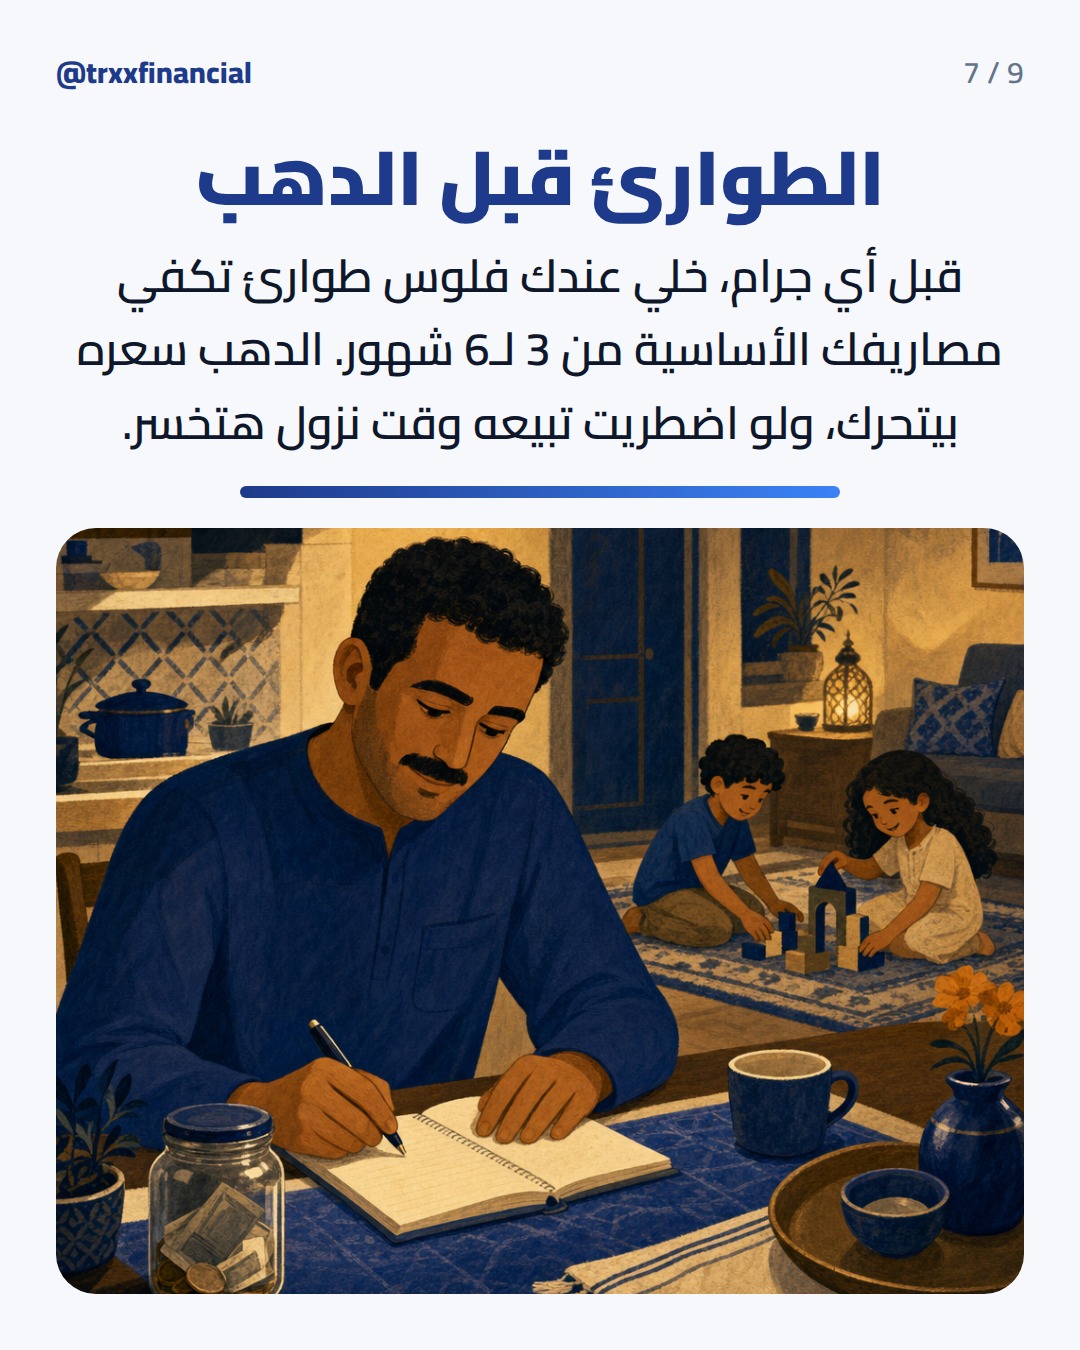 @trxxfinancial
7 / 9
الطوارئ قبل الدهب
قبل أي جرام، خلي عندك فلوس طوارئ تكفي
مصاريفك الأساسية من 3 لـ6 شهور. الدهب سعره
بيتحرك، ولو اضطريت تبيعه وقت نزول هتخسر.